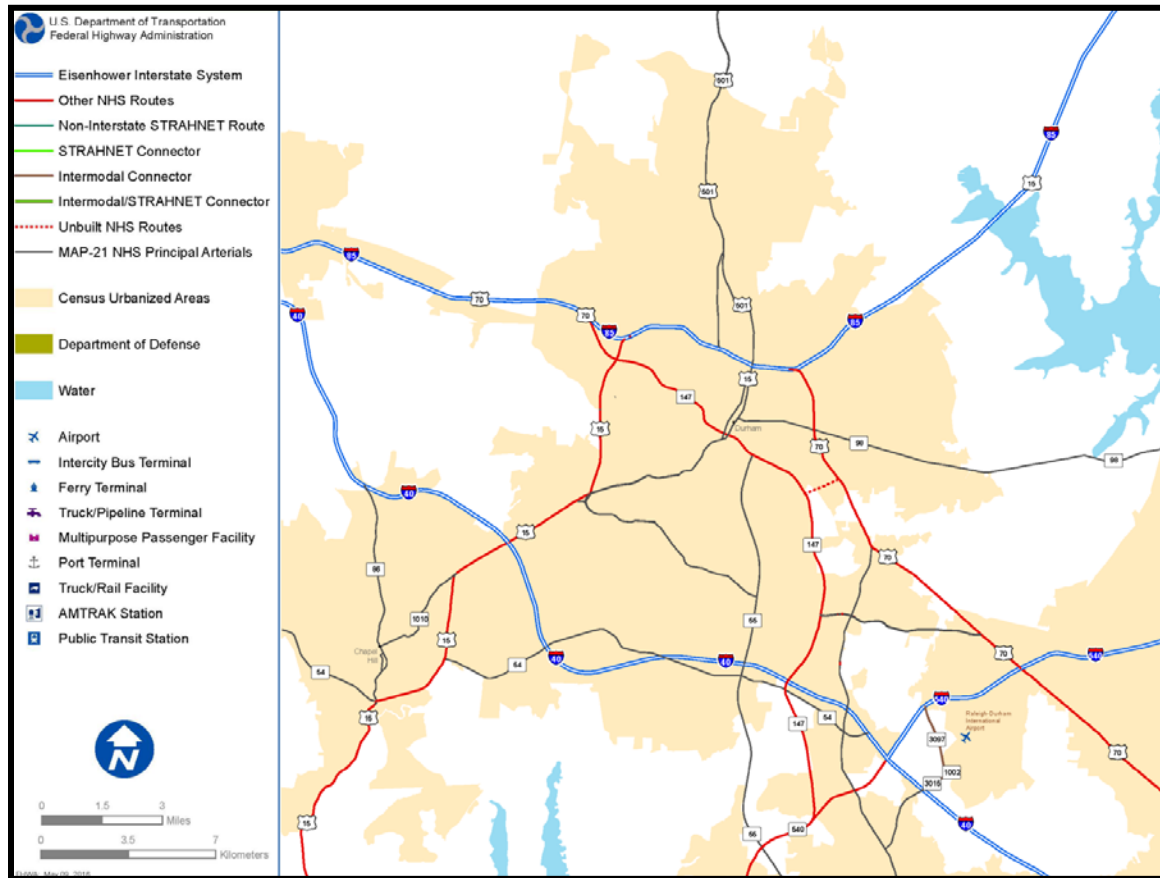 U.S. Department of Transportation
Federal Highway Administration
Eisenhower Interstate System
Other NHS Routes
Non-Interstate STRAHNET Route
STRAHNET Connector
Intermodal Connector
Intermodal/STRAHNET Connector
Unbuilt NHS Routes
MAP-21 NHS Principal Arterials
Census Urbanized Areas
Department of Defense
Water
Airport
Intercity Bus Terminal
Ferry Terminal
Truck/Pipeline Terminal
Multipurpose Passenger Facility
Port Terminal
Truck/Rail Facility
AMTRAK Station
Public Transit Station
N
0 1.5 3
Miles
0 3.5 7
Kilometers
501
85
15
501
85
70
40
501
70
85
85
15
147
15
Durham
98
70
98
40
15
147
70
86
1010
55
Chapel
Hill
15
54
54
40
40
70
540
15
147
54
540
Raleigh Durham
International
Airport
3097
70
1002
3015
15
55
540
40